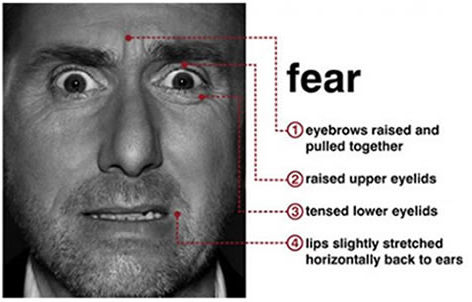 fear
1 eyebrows raised and
pulled together
2 raised upper eyelids
3 tensed lower eyelids
4 lips slightly stretched
horizontally back to ears